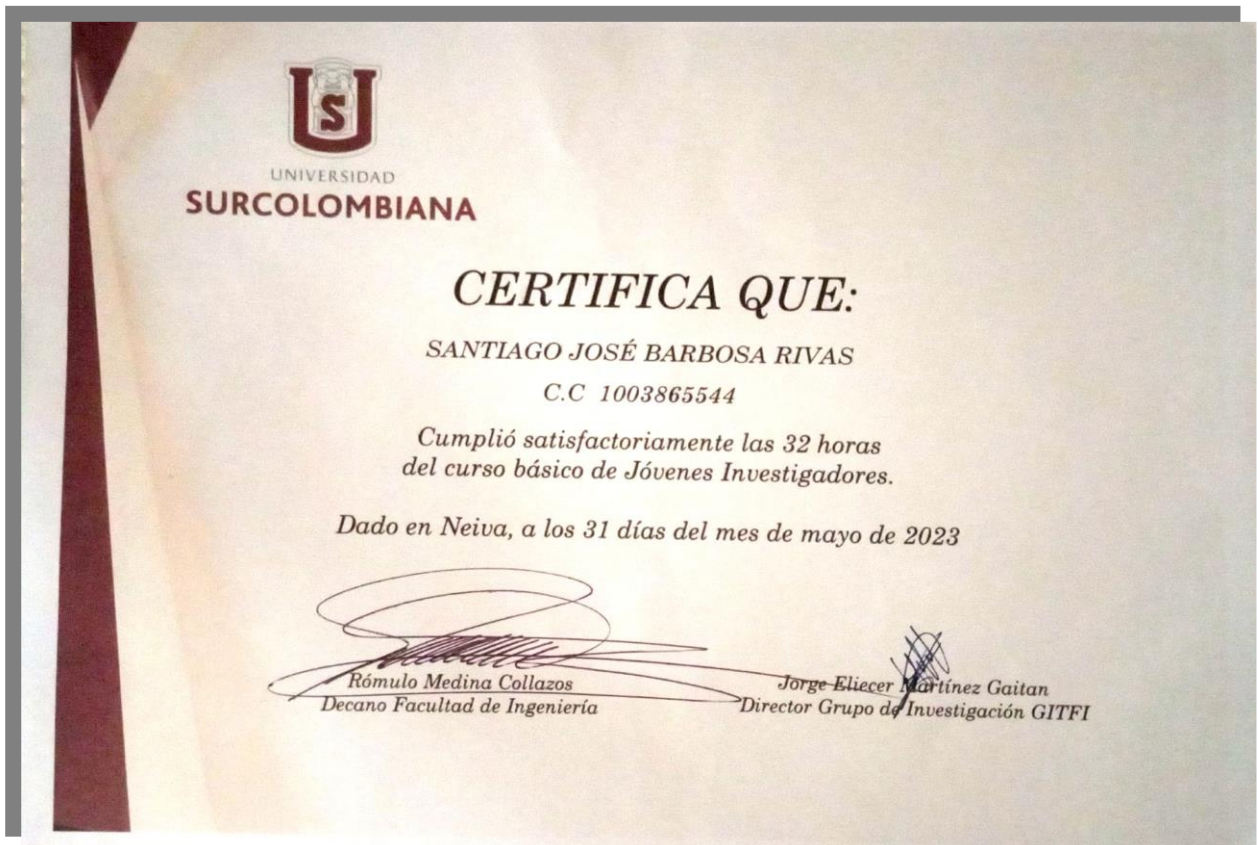 US
UNIVERSIDAD
SURCOLOMBIANA
CERTIFICA QUE:
SANTIAGO JOSÉ BARBOSA RIVAS
C.C 1003865544
Cumplió satisfactoriamente las 32 horas
del curso básico de Jóvenes Investigadores.
Dado en Neiva, a los 31 días del mes de mayo de 2023
Rómulo Medina Collazos
Decano Facultad de Ingeniería
Jorge Eliecer Martínez Gaitan
Director Grupo de Investigación GITFI